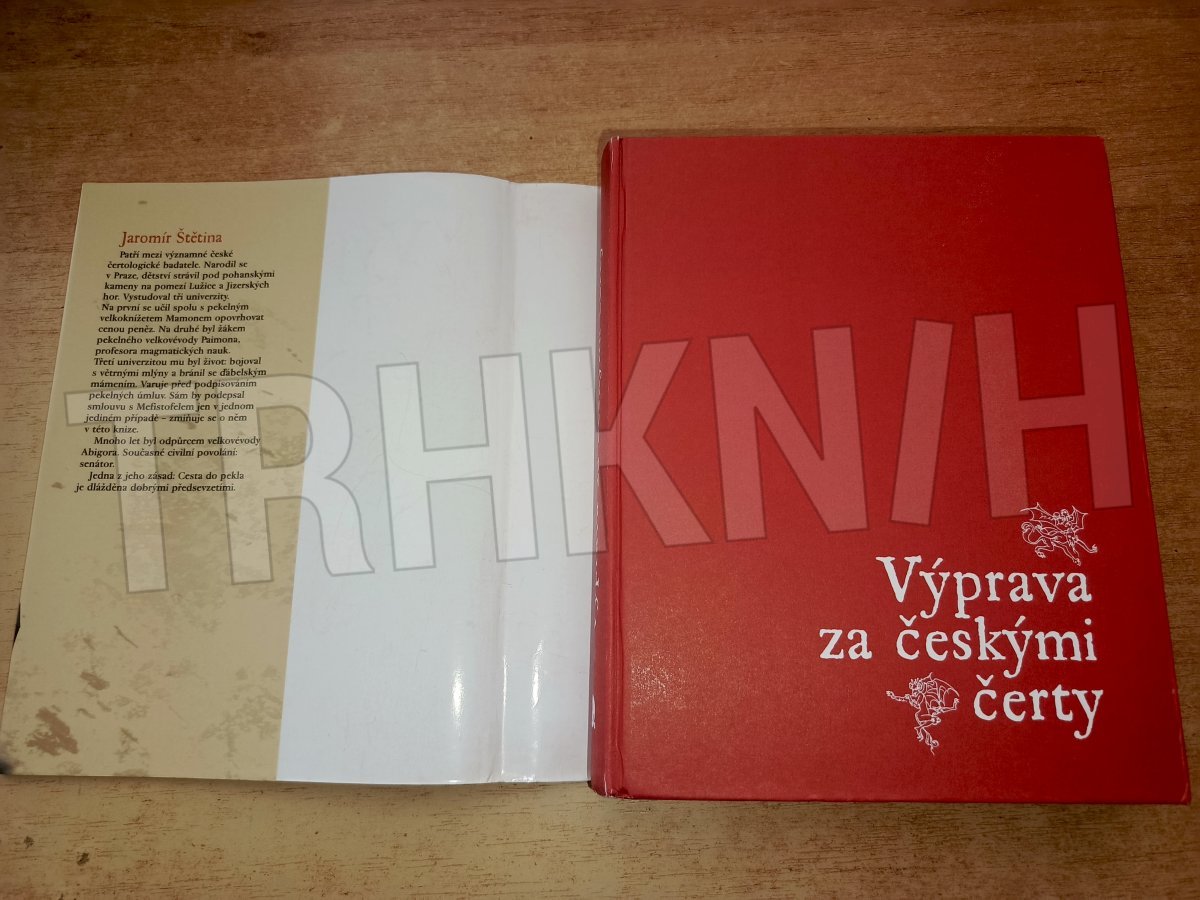 Jaromír Štětina
Patří mezi významné české
čertologické badatele. Narodil se
v Praze, dětství strávil pod pohanskými
kameny na pomezí Lužice a Jizerských
hor. Vystudoval tři univerzity.
Na první se učil spolu s pekelným
velkoknížetem Mamonem opovrhovat
cenou peněz. Na druhé byl žákem
pekelného velkovévody Paimona,
profesora magmatických nauk.
Třetí univerzitou mu byl život: bojoval
s větrnými mlýny a bránil se ďábelským
mámením. Varuje před podpisováním
pekelných úmluv. Sám by podepsal
smlouvu s Mefistofelem jen v jednom
jediném případě – zmiňuje se o něm
v této knize.
Mnoho let byl odpůrcem velkovévody
Abigora. Současné civilní povolání:
senátor.
Jedna z jeho zásad: Cesta do pekla
je dlážděna dobrými předsevzetími.
TRHKNIH
Výprava
za českými
čerty